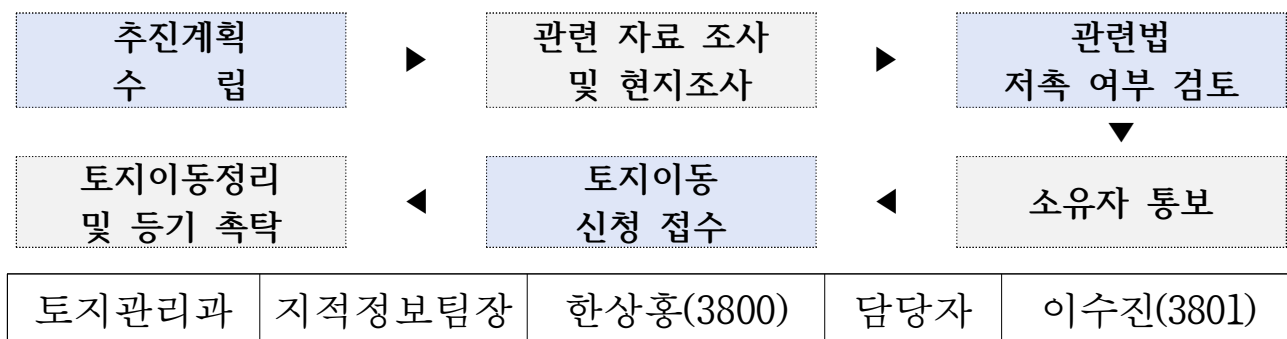 추진계획
수 립
▶
관련 자료 조사
및 현지조사
▶
관련법
저촉 여부 검토
▼
소유자 통보
◀
토지이동
신청 접수
◀
토지이동정리
및 등기 촉탁
토지관리과 지적정보팀장 한상홍(3800) 담당자 이수진(3801)